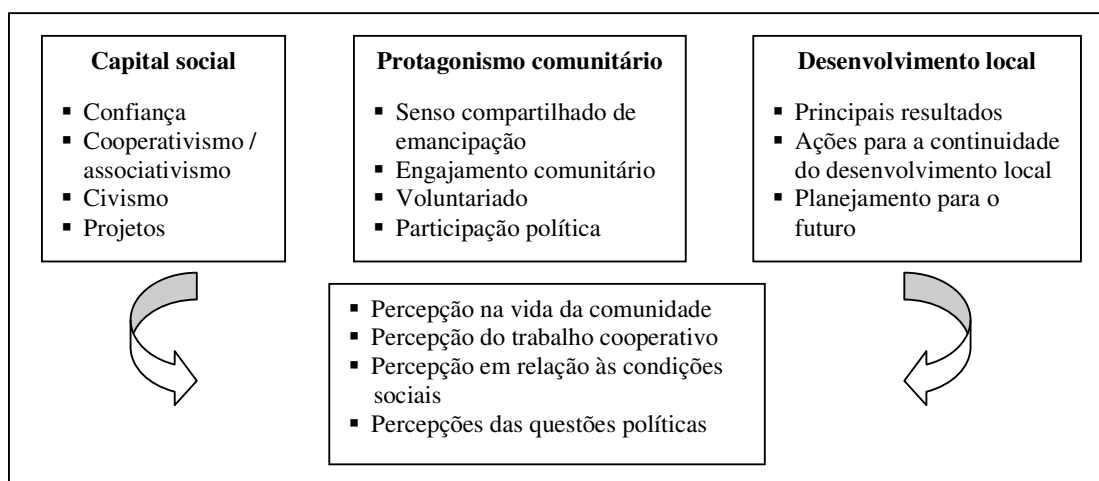 Capital social
▪ Confiança
▪ Cooperativismo /
associativismo
▪ Civismo
▪ Projetos
Protagonismo comunitário
▪ Senso compartilhado de
emancipação
▪ Engajamento comunitário
▪ Voluntariado
▪ Participação política
Desenvolvimento local
▪ Principais resultados
▪ Ações para a continuidade
do desenvolvimento local
▪ Planejamento para o
futuro
▪ Percepção na vida da comunidade
▪ Percepção do trabalho cooperativo
▪ Percepção em relação às condições
sociais
▪ Percepções das questões políticas